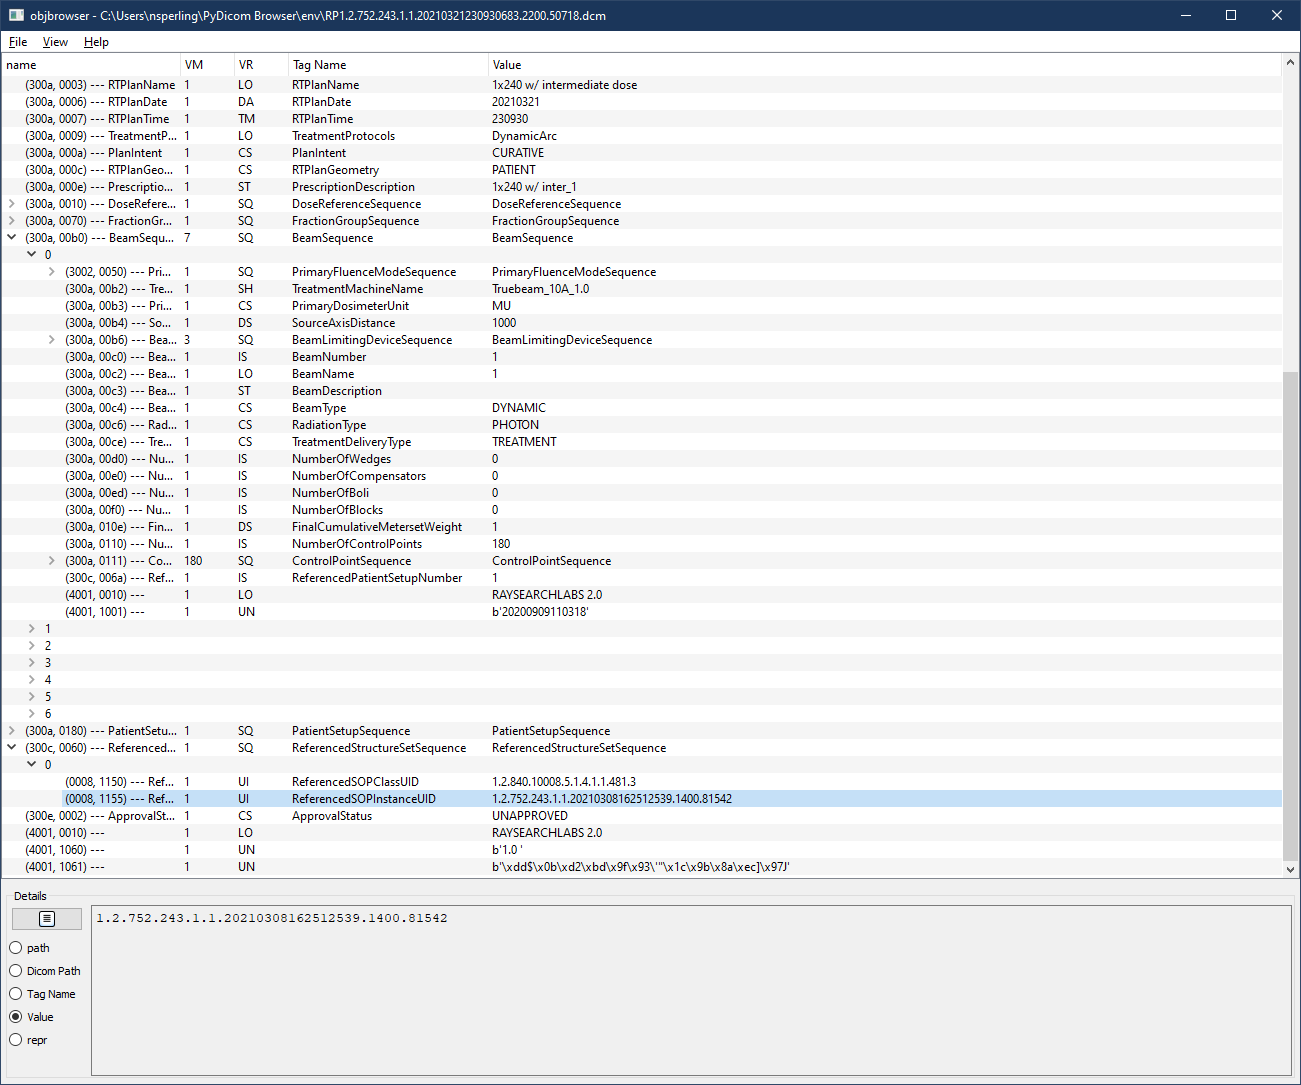 objbrowser - C:\Users\nsperling\PyDicom Browser\env\RP1.2.752.243.1.1.20210321230930683.2200.50718.dcm
File View Help
name VM VR Tag Name Value
(300a, 0003) --- RTPlanName 1 LO RTPlanName 1x240 w/ intermediate dose
(300a, 0006) --- RTPlanDate 1 DA RTPlanDate 20210321
(300a, 0007) --- RTPlanTime 1 TM RTPlanTime 230930
(300a, 0009) --- TreatmentP... 1 LO TreatmentProtocols DynamicArc
(300a, 000a) --- PlanIntent 1 CS PlanIntent CURATIVE
(300a, 000c) --- RTPlanGeo... 1 CS RTPlanGeometry PATIENT
(300a, 000e) --- Prescriptio... 1 ST PrescriptionDescription 1x240 w/ inter_1
(300a, 0010) --- DoseRefere... 1 SQ DoseReferenceSequence DoseReferenceSequence
(300a, 0070) --- FractionGr... 1 SQ FractionGroupSequence FractionGroupSequence
(300a, 00b0) --- BeamSequ... 7 SQ BeamSequence BeamSequence
0
(3002, 0050) --- Pri... 1 SQ PrimaryFluenceModeSequence PrimaryFluenceModeSequence
(300a, 00b2) --- Tre... 1 SH TreatmentMachineName Truebeam_10A_1.0
(300a, 00b3) --- Pri... 1 CS PrimaryDosimeterUnit MU
(300a, 00b4) --- So... 1 DS SourceAxisDistance 1000
(300a, 00b6) --- Bea... 3 SQ BeamLimitingDeviceSequence BeamLimitingDeviceSequence
(300a, 00c0) --- Bea... 1 IS BeamNumber 1
(300a, 00c2) --- Bea... 1 LO BeamName 1
(300a, 00c3) --- Bea... 1 ST BeamDescription
(300a, 00c4) --- Bea... 1 CS BeamType DYNAMIC
(300a, 00c6) --- Rad... 1 CS RadiationType PHOTON
(300a, 00ce) --- Tre... 1 CS TreatmentDeliveryType TREATMENT
(300a, 00d0) --- Nu... 1 IS NumberOfWedges 0
(300a, 00e0) --- Nu... 1 IS NumberOfCompensators 0
(300a, 00ed) --- Nu... 1 IS NumberOfBoli 0
(300a, 00f0) --- Nu... 1 IS NumberOfBlocks 0
(300a, 010e) --- Fin... 1 DS FinalCumulativeMetersetWeight 1
(300a, 0110) --- Nu... 1 IS NumberOfControlPoints 180
(300a, 0111) --- Co... 180 SQ ControlPointSequence ControlPointSequence
(300c, 006a) --- Ref... 1 IS ReferencedPatientSetupNumber 1
(4001, 0010) --- 1 LO RAYSEARCHLABS 2.0
(4001, 1001) --- 1 UN b'20200909110318'
1
2
3
4
5
6
(300a, 0180) --- PatientSetu... 1 SQ PatientSetupSequence PatientSetupSequence
(300c, 0060) --- Referenced... 1 SQ ReferencedStructureSetSequence ReferencedStructureSetSequence
0
(0008, 1150) --- Ref... 1 UI ReferencedSOPClassUID 1.2.840.10008.5.1.4.1.1.481.3
(0008, 1155) --- Ref... 1 UI ReferencedSOPInstanceUID 1.2.752.243.1.1.20210308162512539.1400.81542
(300e, 0002) --- ApprovalSt... 1 CS ApprovalStatus UNAPPROVED
(4001, 0010) --- 1 LO RAYSEARCHLABS 2.0
(4001, 1060) --- 1 UN b'1.0 '
(4001, 1061) --- 1 UN b'\xdd$\x0b\xd2\xbd\x9f\x93\'"\x1c\x9b\x8a\xec]\x97J'
Details
1.2.752.243.1.1.20210308162512539.1400.81542
path
Dicom Path
Tag Name
Value
repr